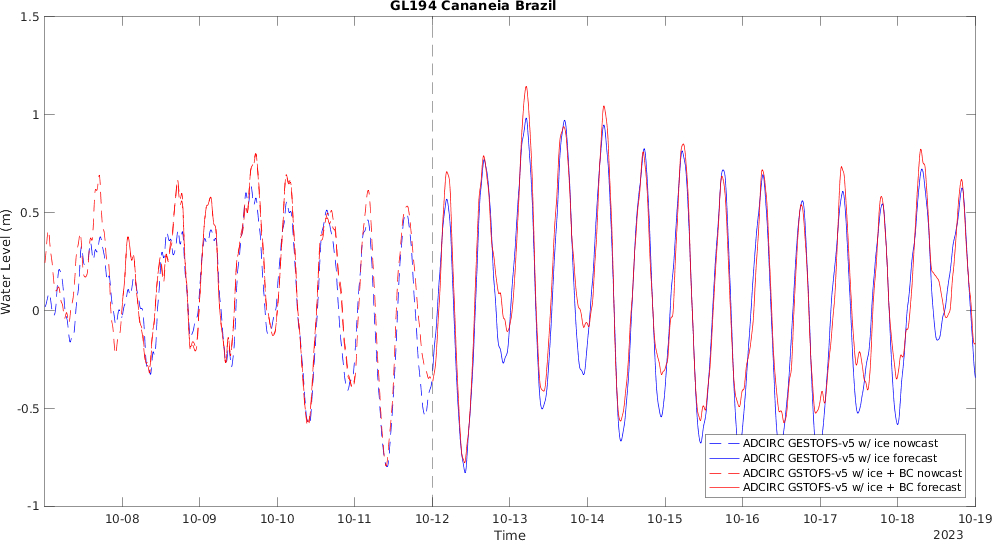 GL194 Cananeia Brazil
1.5
1
0.5
0
-0.5
-1
Water Level (m)
ADCIRC GESTOFS-v5 w/ ice nowcast
ADCIRC GESTOFS-v5 w/ ice forecast
ADCIRC GSTOFS-v5 w/ ice + BC nowcast
ADCIRC GSTOFS-v5 w/ ice + BC forecast
10-08 10-09 10-10 10-11 10-12 10-13 10-14 10-15 10-16 10-17 10-18 10-19
Time
2023